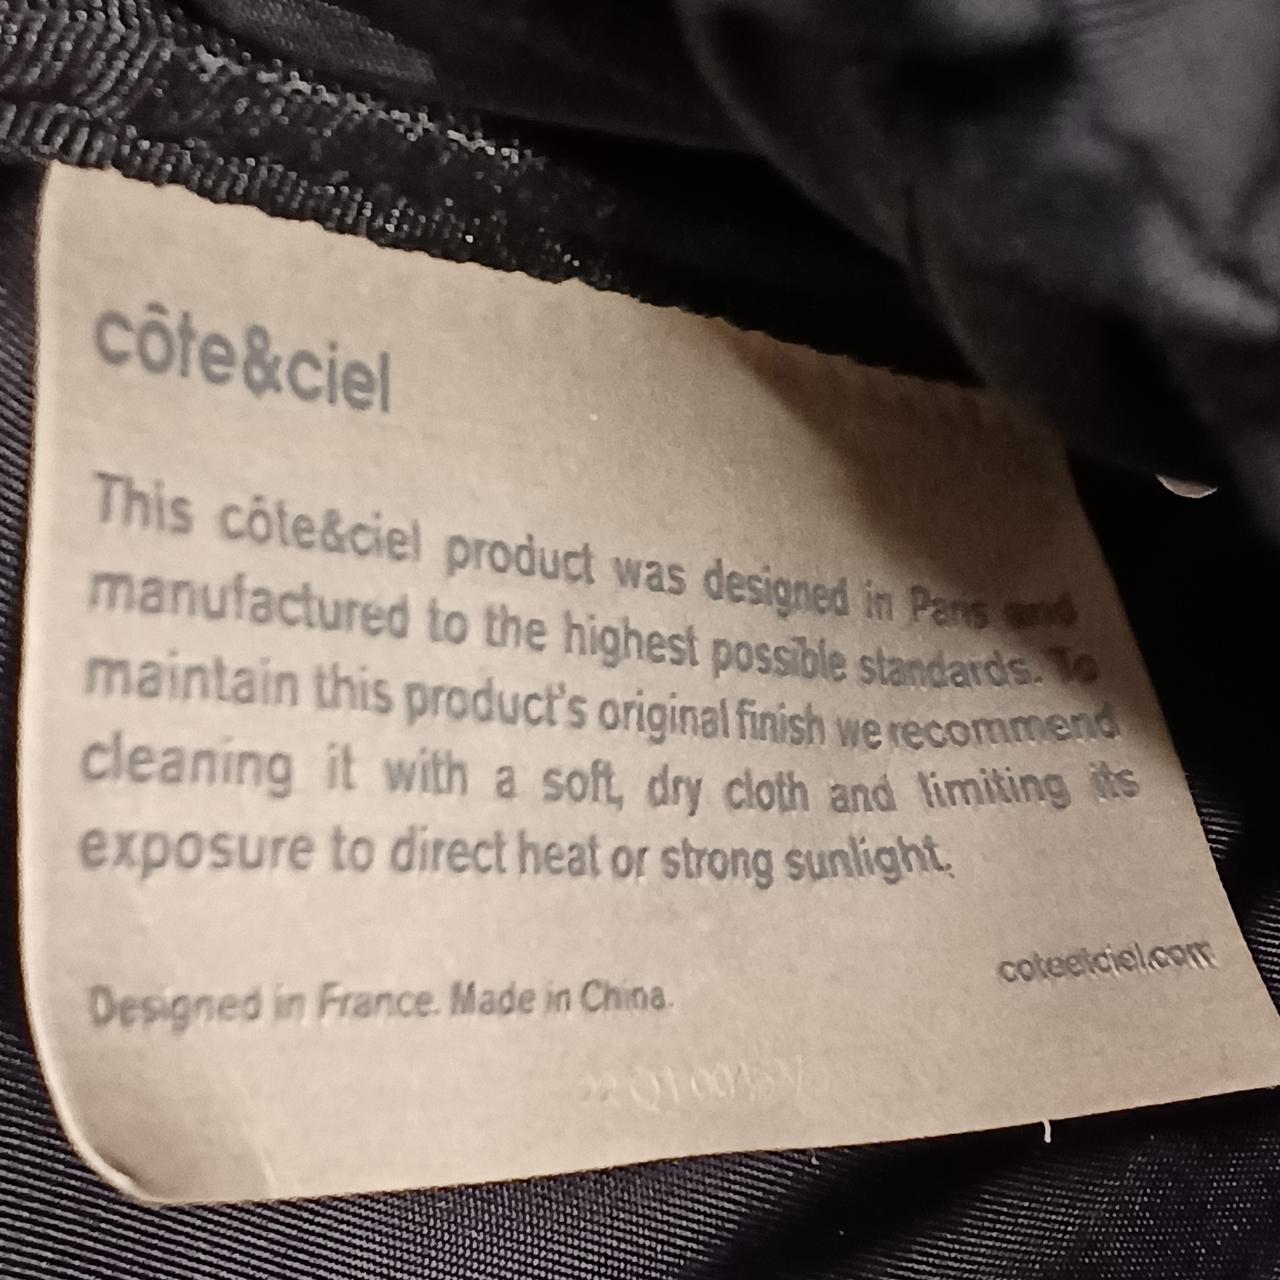 côte&ciel
This côte&ciel product was designed in Paris and
manufactured to the highest possible standards. To
maintain this product's original finish we recommend
cleaning it with a soft, dry cloth and limiting its
exposure to direct heat or strong sunlight.
coteetciel.com
Designed in France. Made in China.